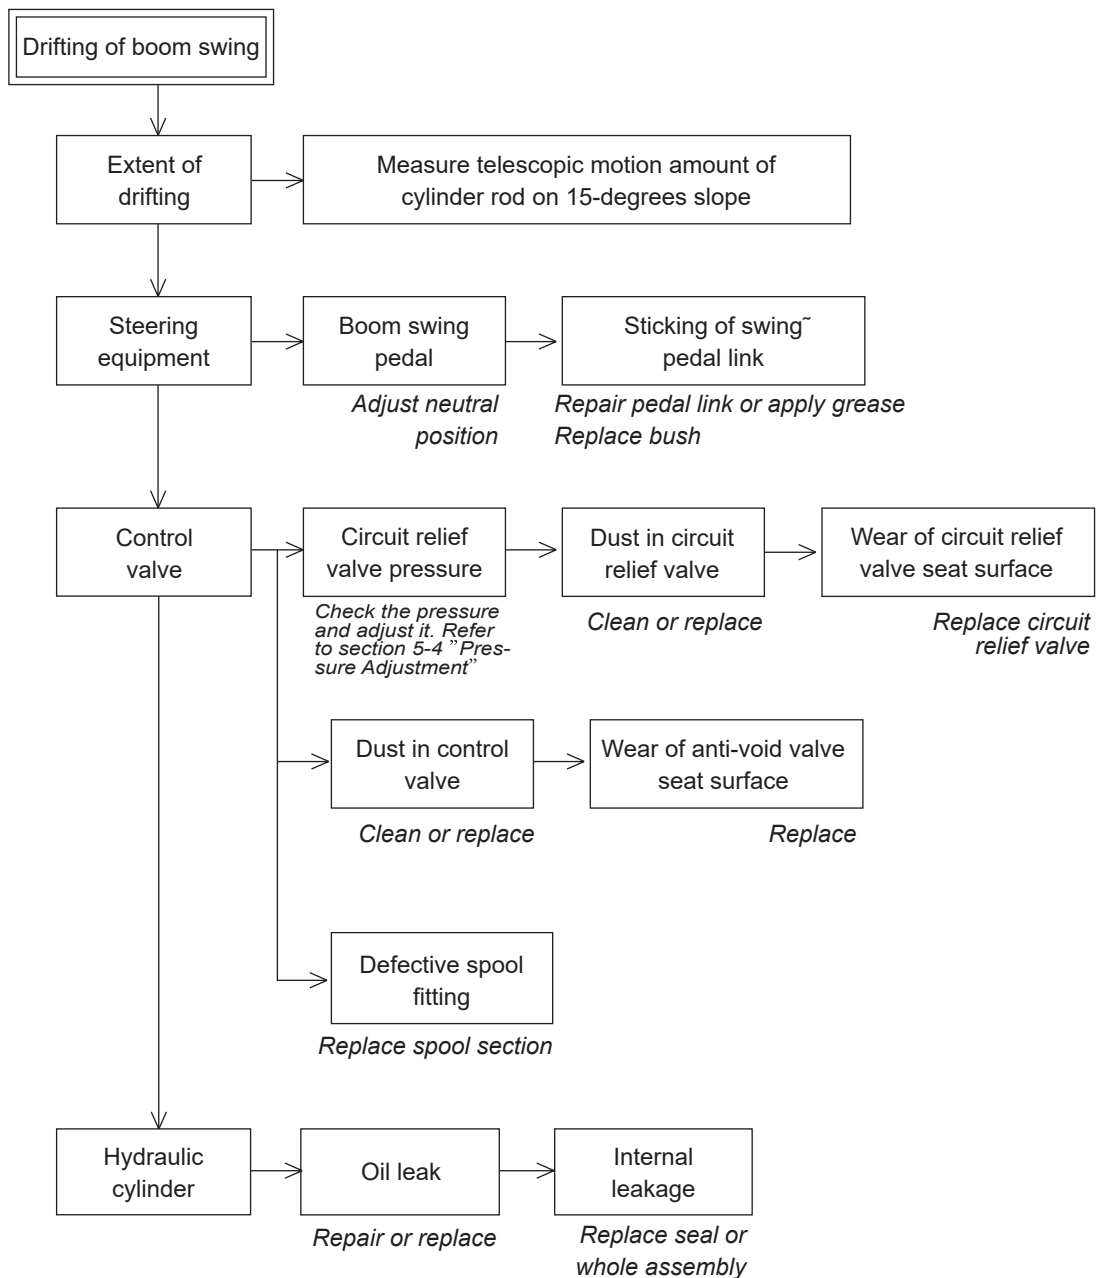 Drifting of boom swing
Extent of
drifting
Measure telescopic motion amount of
cylinder rod on 15-degrees slope
Steering
equipment
Boom swing
pedal
Sticking of swing˜
pedal link
Adjust neutral
position
Repair pedal link or apply grease
Replace bush
Control
valve
Circuit relief
valve pressure
Dust in circuit
relief valve
Wear of circuit relief
valve seat surface
Check the pressure
and adjust it. Refer
to section 5-4 ”Pres-
sure Adjustment”
Clean or replace
Replace circuit
relief valve
Dust in control
valve
Wear of anti-void valve
seat surface
Clean or replace
Replace
Defective spool
fitting
Replace spool section
Hydraulic
cylinder
Oil leak
Internal
leakage
Repair or replace
Replace seal or
whole assembly